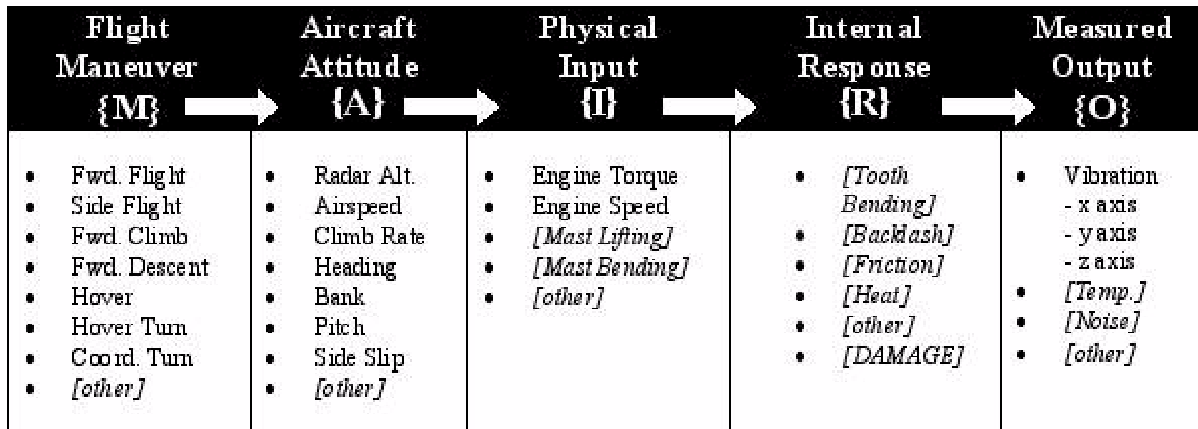 Flight
Maneuver
{M}
Aircraft
Attitude
{A}
Physical
Input
{I}
Internal
Response
{R}
Measured
Output
{O}
• Fwd. Flight
• Side Flight
• Fwd. Climb
• Fwd. Descent
• Hover
• Hover Turn
• Coord. Turn
• [other]
• Radar Alt.
• Airspeed
• Climb Rate
• Heading
• Bank
• Pitch
• Side Slip
• [other]
• Engine Torque
• Engine Speed
• [Mast Lifting]
• [Mast Bending]
• [other]
• [Tooth
Bending]
• [Backlash]
• [Friction]
• [Heat]
• [other]
• [DAMAGE]
• Vibration
- x axis
- y axis
- z axis
• [Temp.]
• [Noise]
• [other]